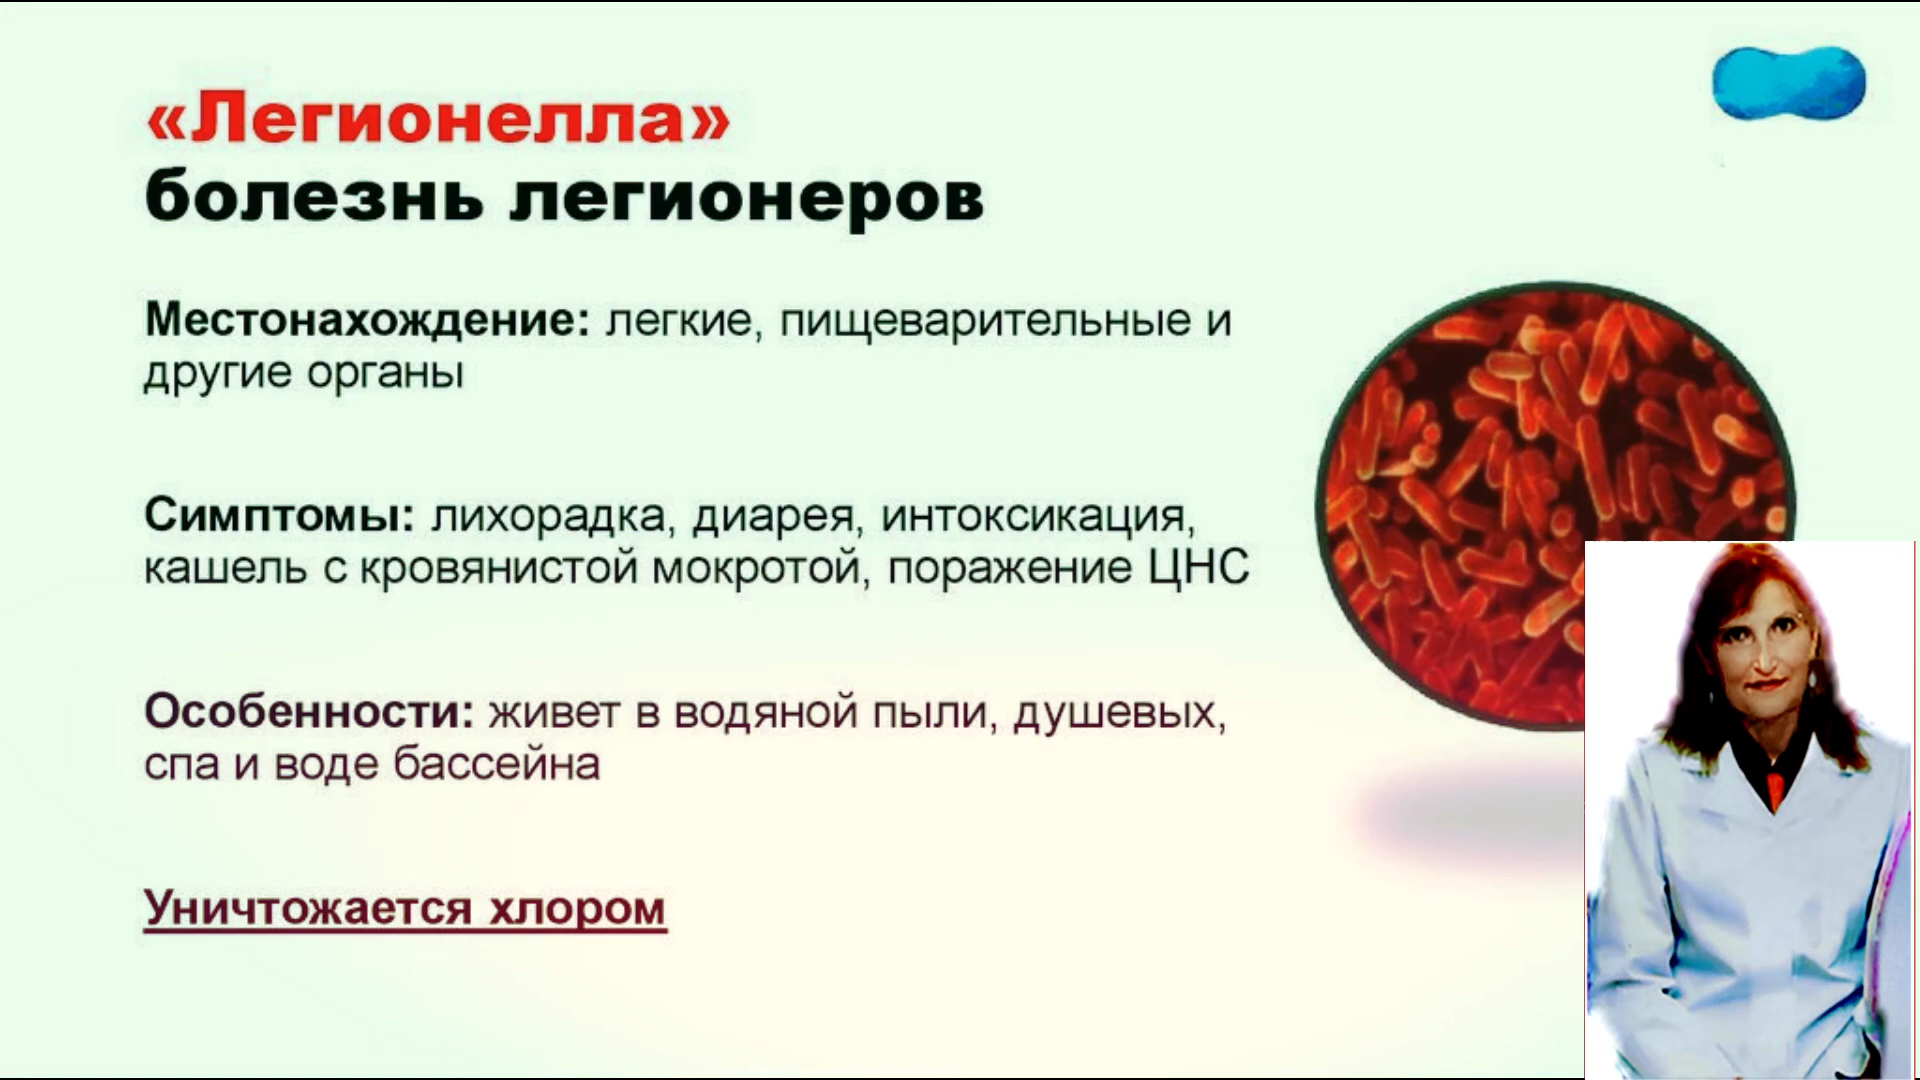 «Легионелла»
болезнь легионеров
Местонахождение: легкие, пищеварительные и
другие органы
Симптомы: лихорадка, диарея, интоксикация,
кашель с кровянистой мокротой, поражение ЦНС
Особенности: живет в водяной пыли, душевых,
спа и воде бассейна
Уничтожается хлором